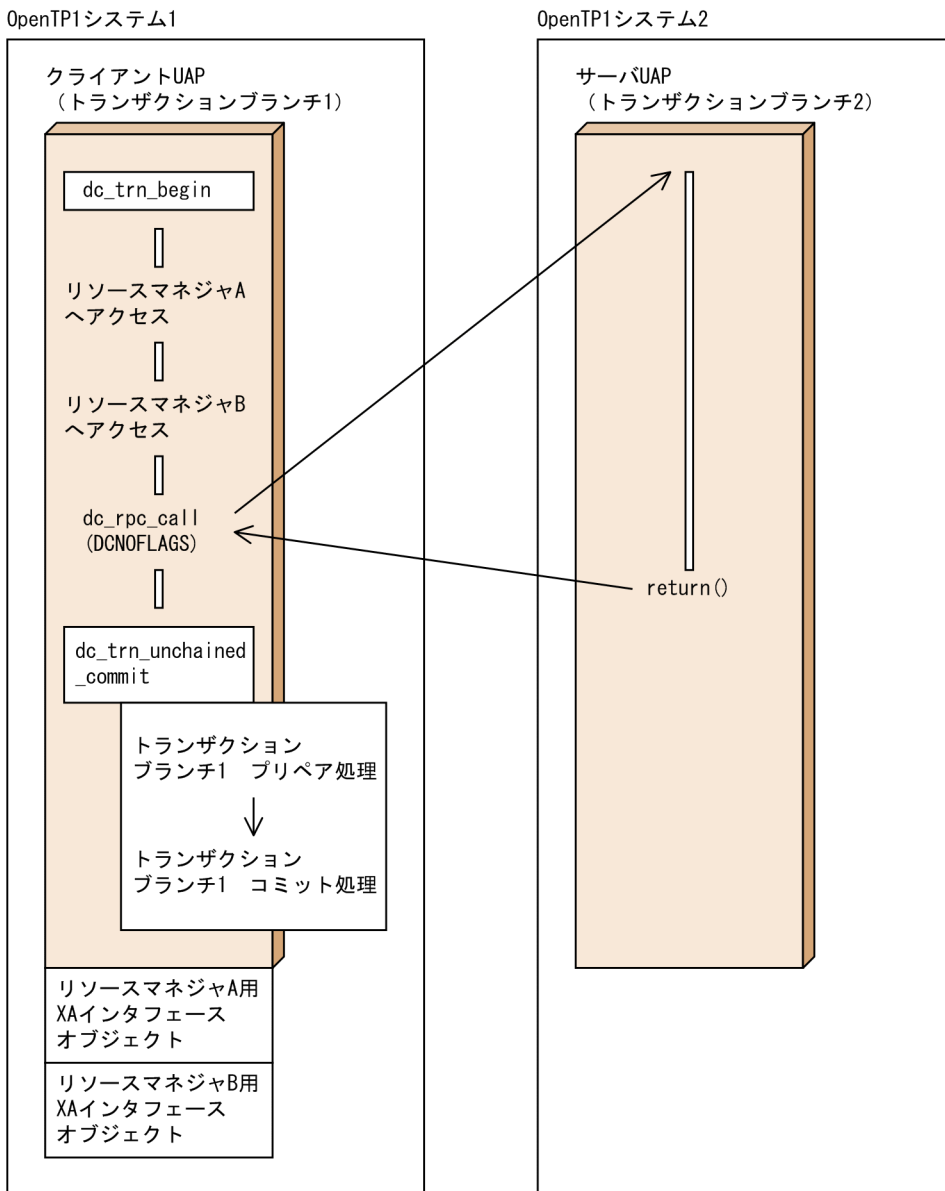 OpenTP1システム1
クライアントUAP
(トランザクションブランチ1)
dc_trn_begin
リソースマネジャA
へアクセス
リソースマネジャB
へアクセス
dc_rpc_call
(DCNOFLAGS)
dc_trn_unchained
_commit
トランザクション
ブランチ1 プリペア処理
トランザクション
ブランチ1 コミット処理
リソースマネジャA用
XAインタフェース
オブジェクト
リソースマネジャB用
XAインタフェース
オブジェクト
OpenTP1システム2
サーバUAP
(トランザクションブランチ2)
return()